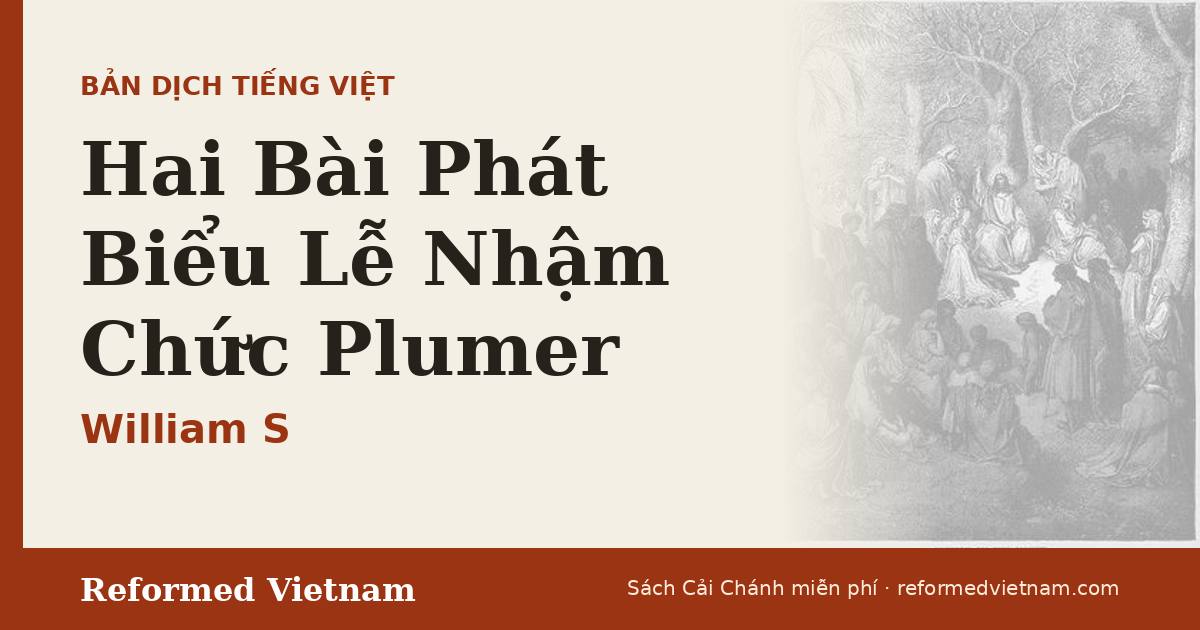 BẢN DỊCH TIẾNG VIỆT
Hai Bài Phát
Biểu Lễ Nhậm
Chức Plumer
William S
Reformed Vietnam
Sách Cải Chánh miễn phí · reformedvietnam.com